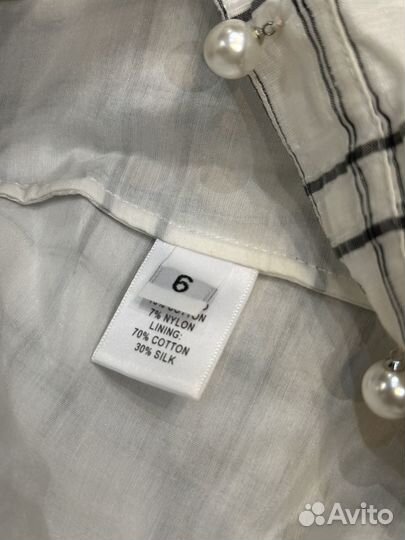 6
7% NYLON
LINING:
70% COTTON
30% SILK
Avito